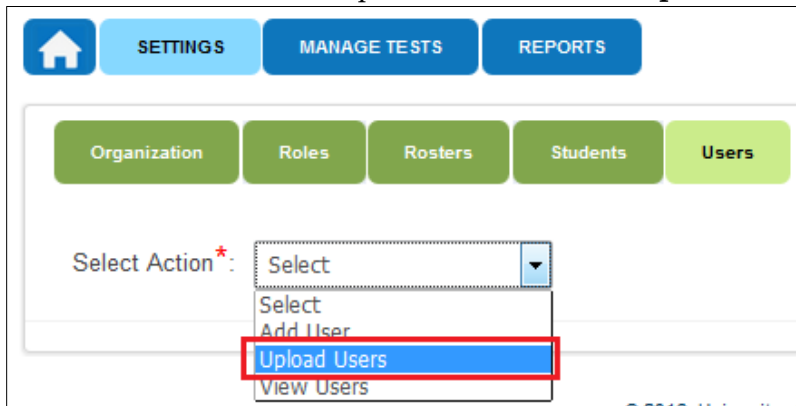 SETTINGS MANAGE TESTS REPORTS
Organization Roles Rosters Students Users
Select Action*: Select
Select
Add User
Upload Users
View Users